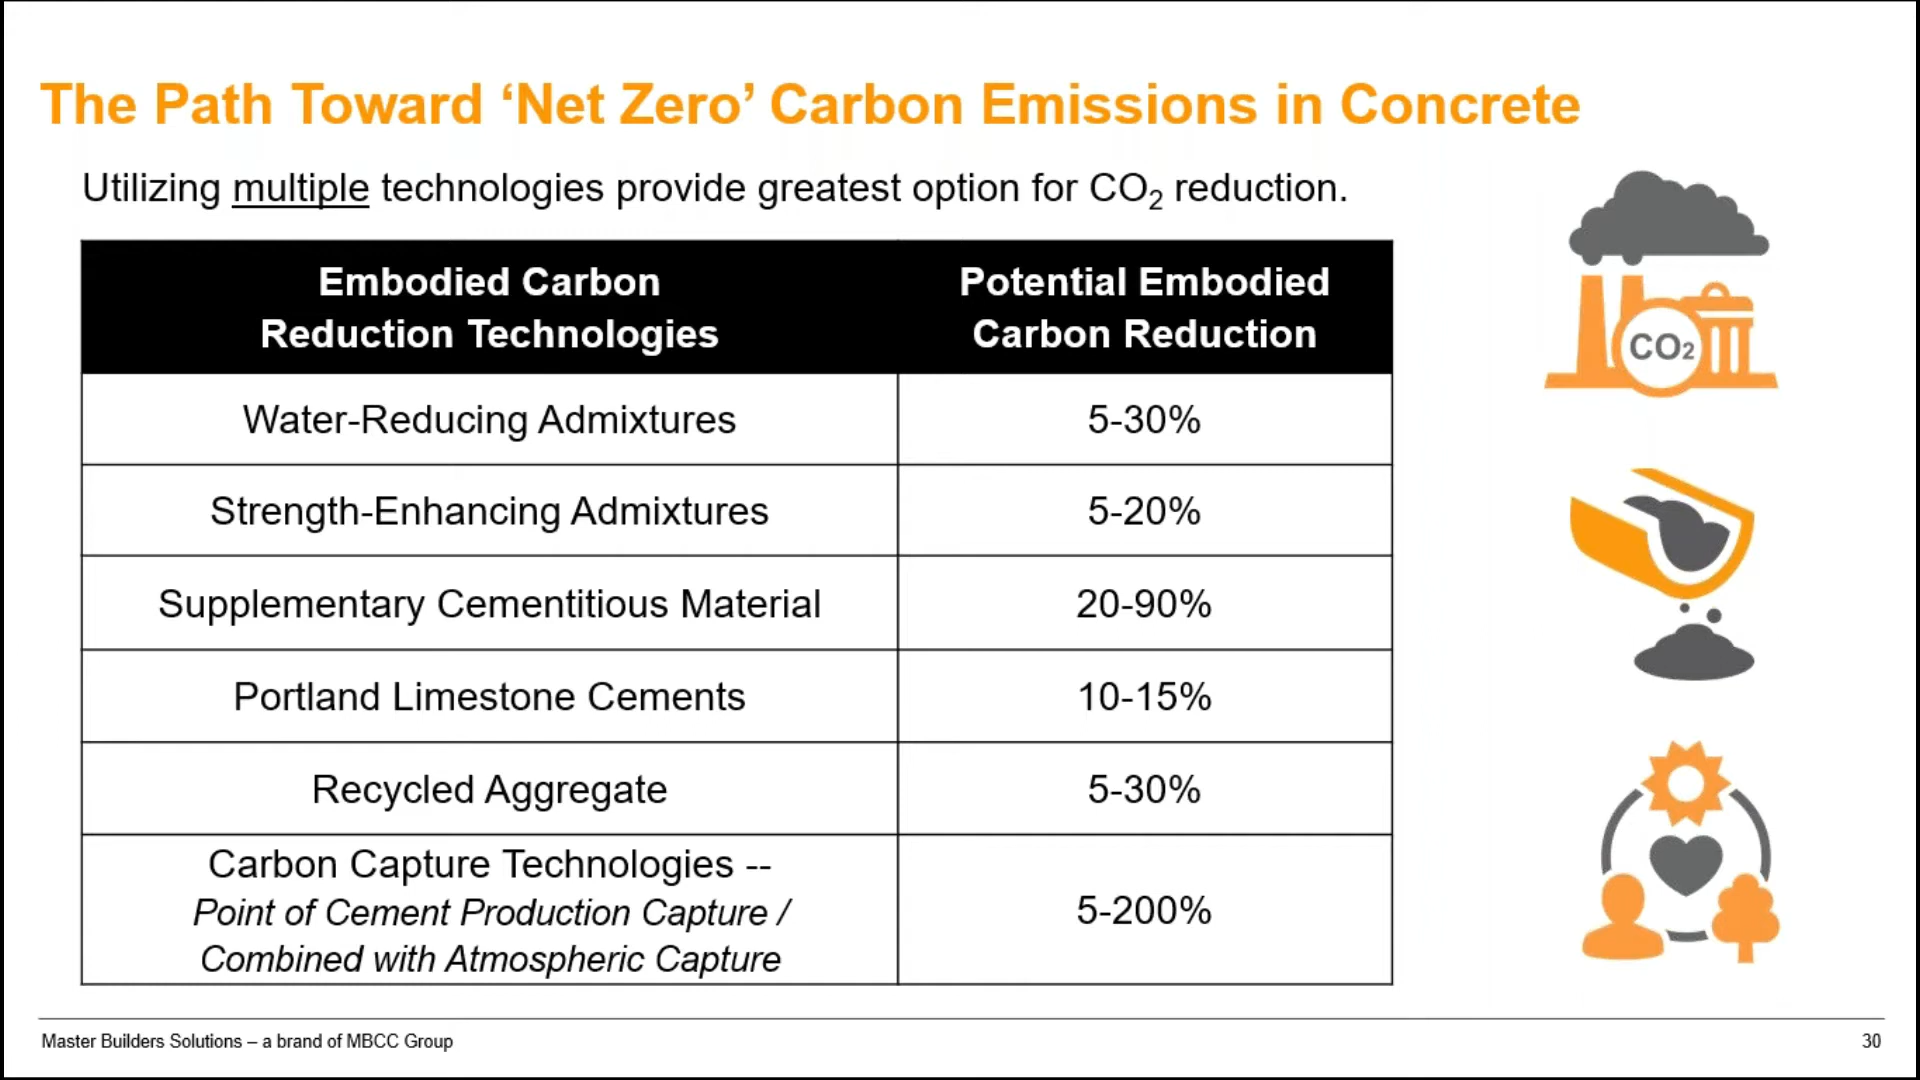 The Path Toward ‘Net Zero’ Carbon Emissions in Concrete
Utilizing multiple technologies provide greatest option for CO₂ reduction.
Embodied Carbon
Reduction Technologies
Potential Embodied
Carbon Reduction
Water-Reducing Admixtures
5-30%
Strength-Enhancing Admixtures
5-20%
Supplementary Cementitious Material
20-90%
Portland Limestone Cements
10-15%
Recycled Aggregate
5-30%
Carbon Capture Technologies --
Point of Cement Production Capture /
Combined with Atmospheric Capture
5-200%
CO₂
Master Builders Solutions – a brand of MBCC Group
30